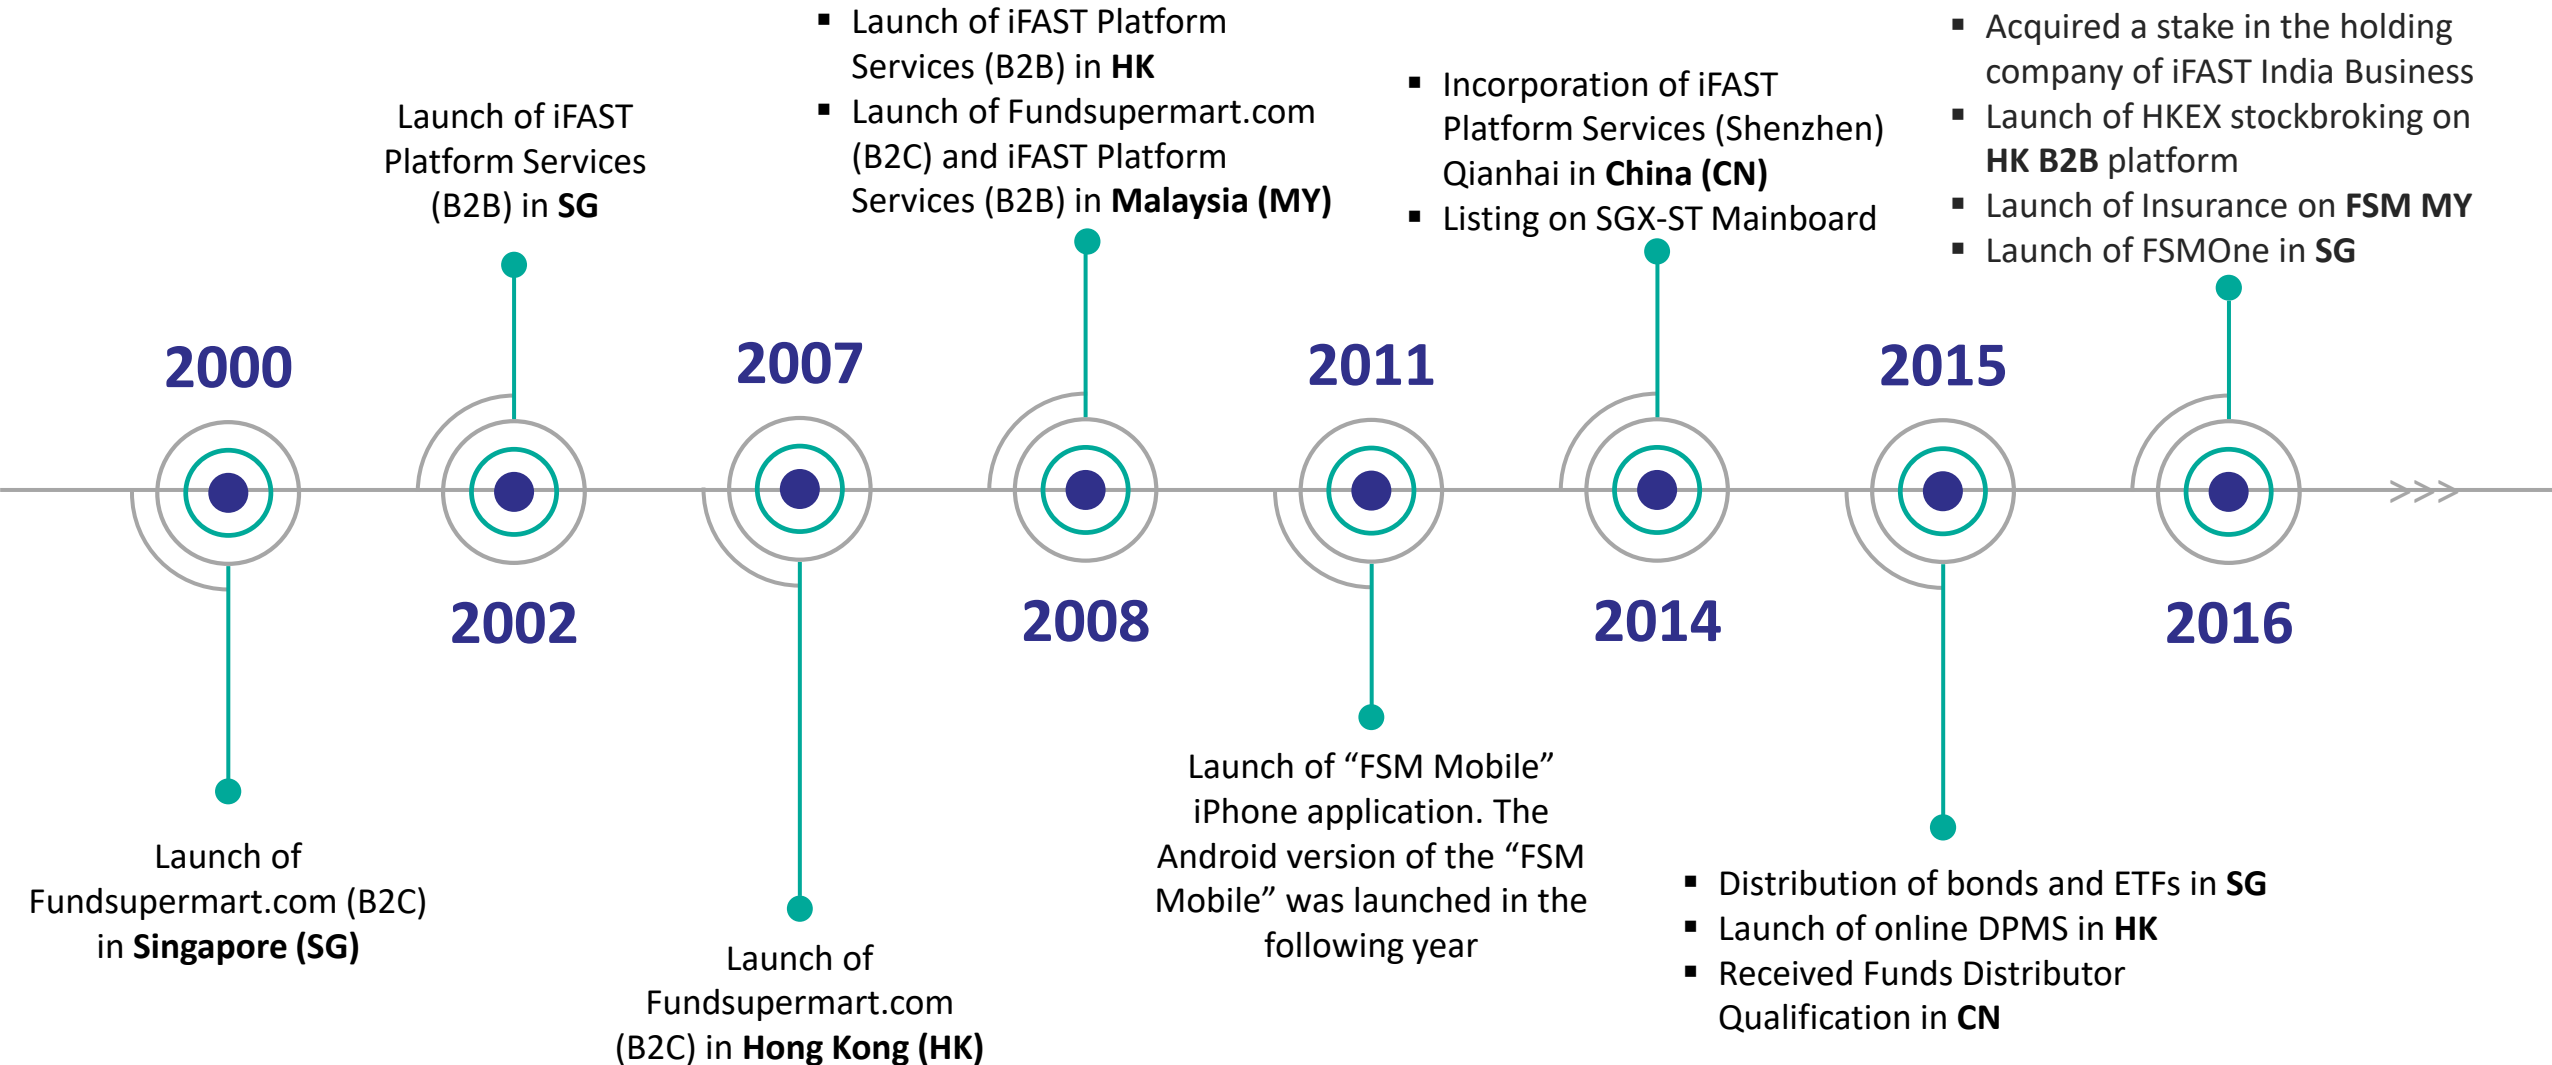 2000
Launch of
Fundsupermart.com (B2C)
in Singapore (SG)
Launch of iFAST
Platform Services
(B2B) in SG
2002
2007
Launch of
Fundsupermart.com
(B2C) in Hong Kong (HK)
▪ Launch of iFAST Platform
Services (B2B) in HK
▪ Launch of Fundsupermart.com
(B2C) and iFAST Platform
Services (B2B) in Malaysia (MY)
2008
2011
Launch of “FSM Mobile”
iPhone application. The
Android version of the “FSM
Mobile” was launched in the
following year
▪ Incorporation of iFAST
Platform Services (Shenzhen)
Qianhai in China (CN)
▪ Listing on SGX-ST Mainboard
2014
2015
▪ Distribution of bonds and ETFs in SG
▪ Launch of online DPMS in HK
▪ Received Funds Distributor
Qualification in CN
▪ Acquired a stake in the holding
company of iFAST India Business
▪ Launch of HKEX stockbroking on
HK B2B platform
▪ Launch of Insurance on FSM MY
▪ Launch of FSMOne in SG
2016